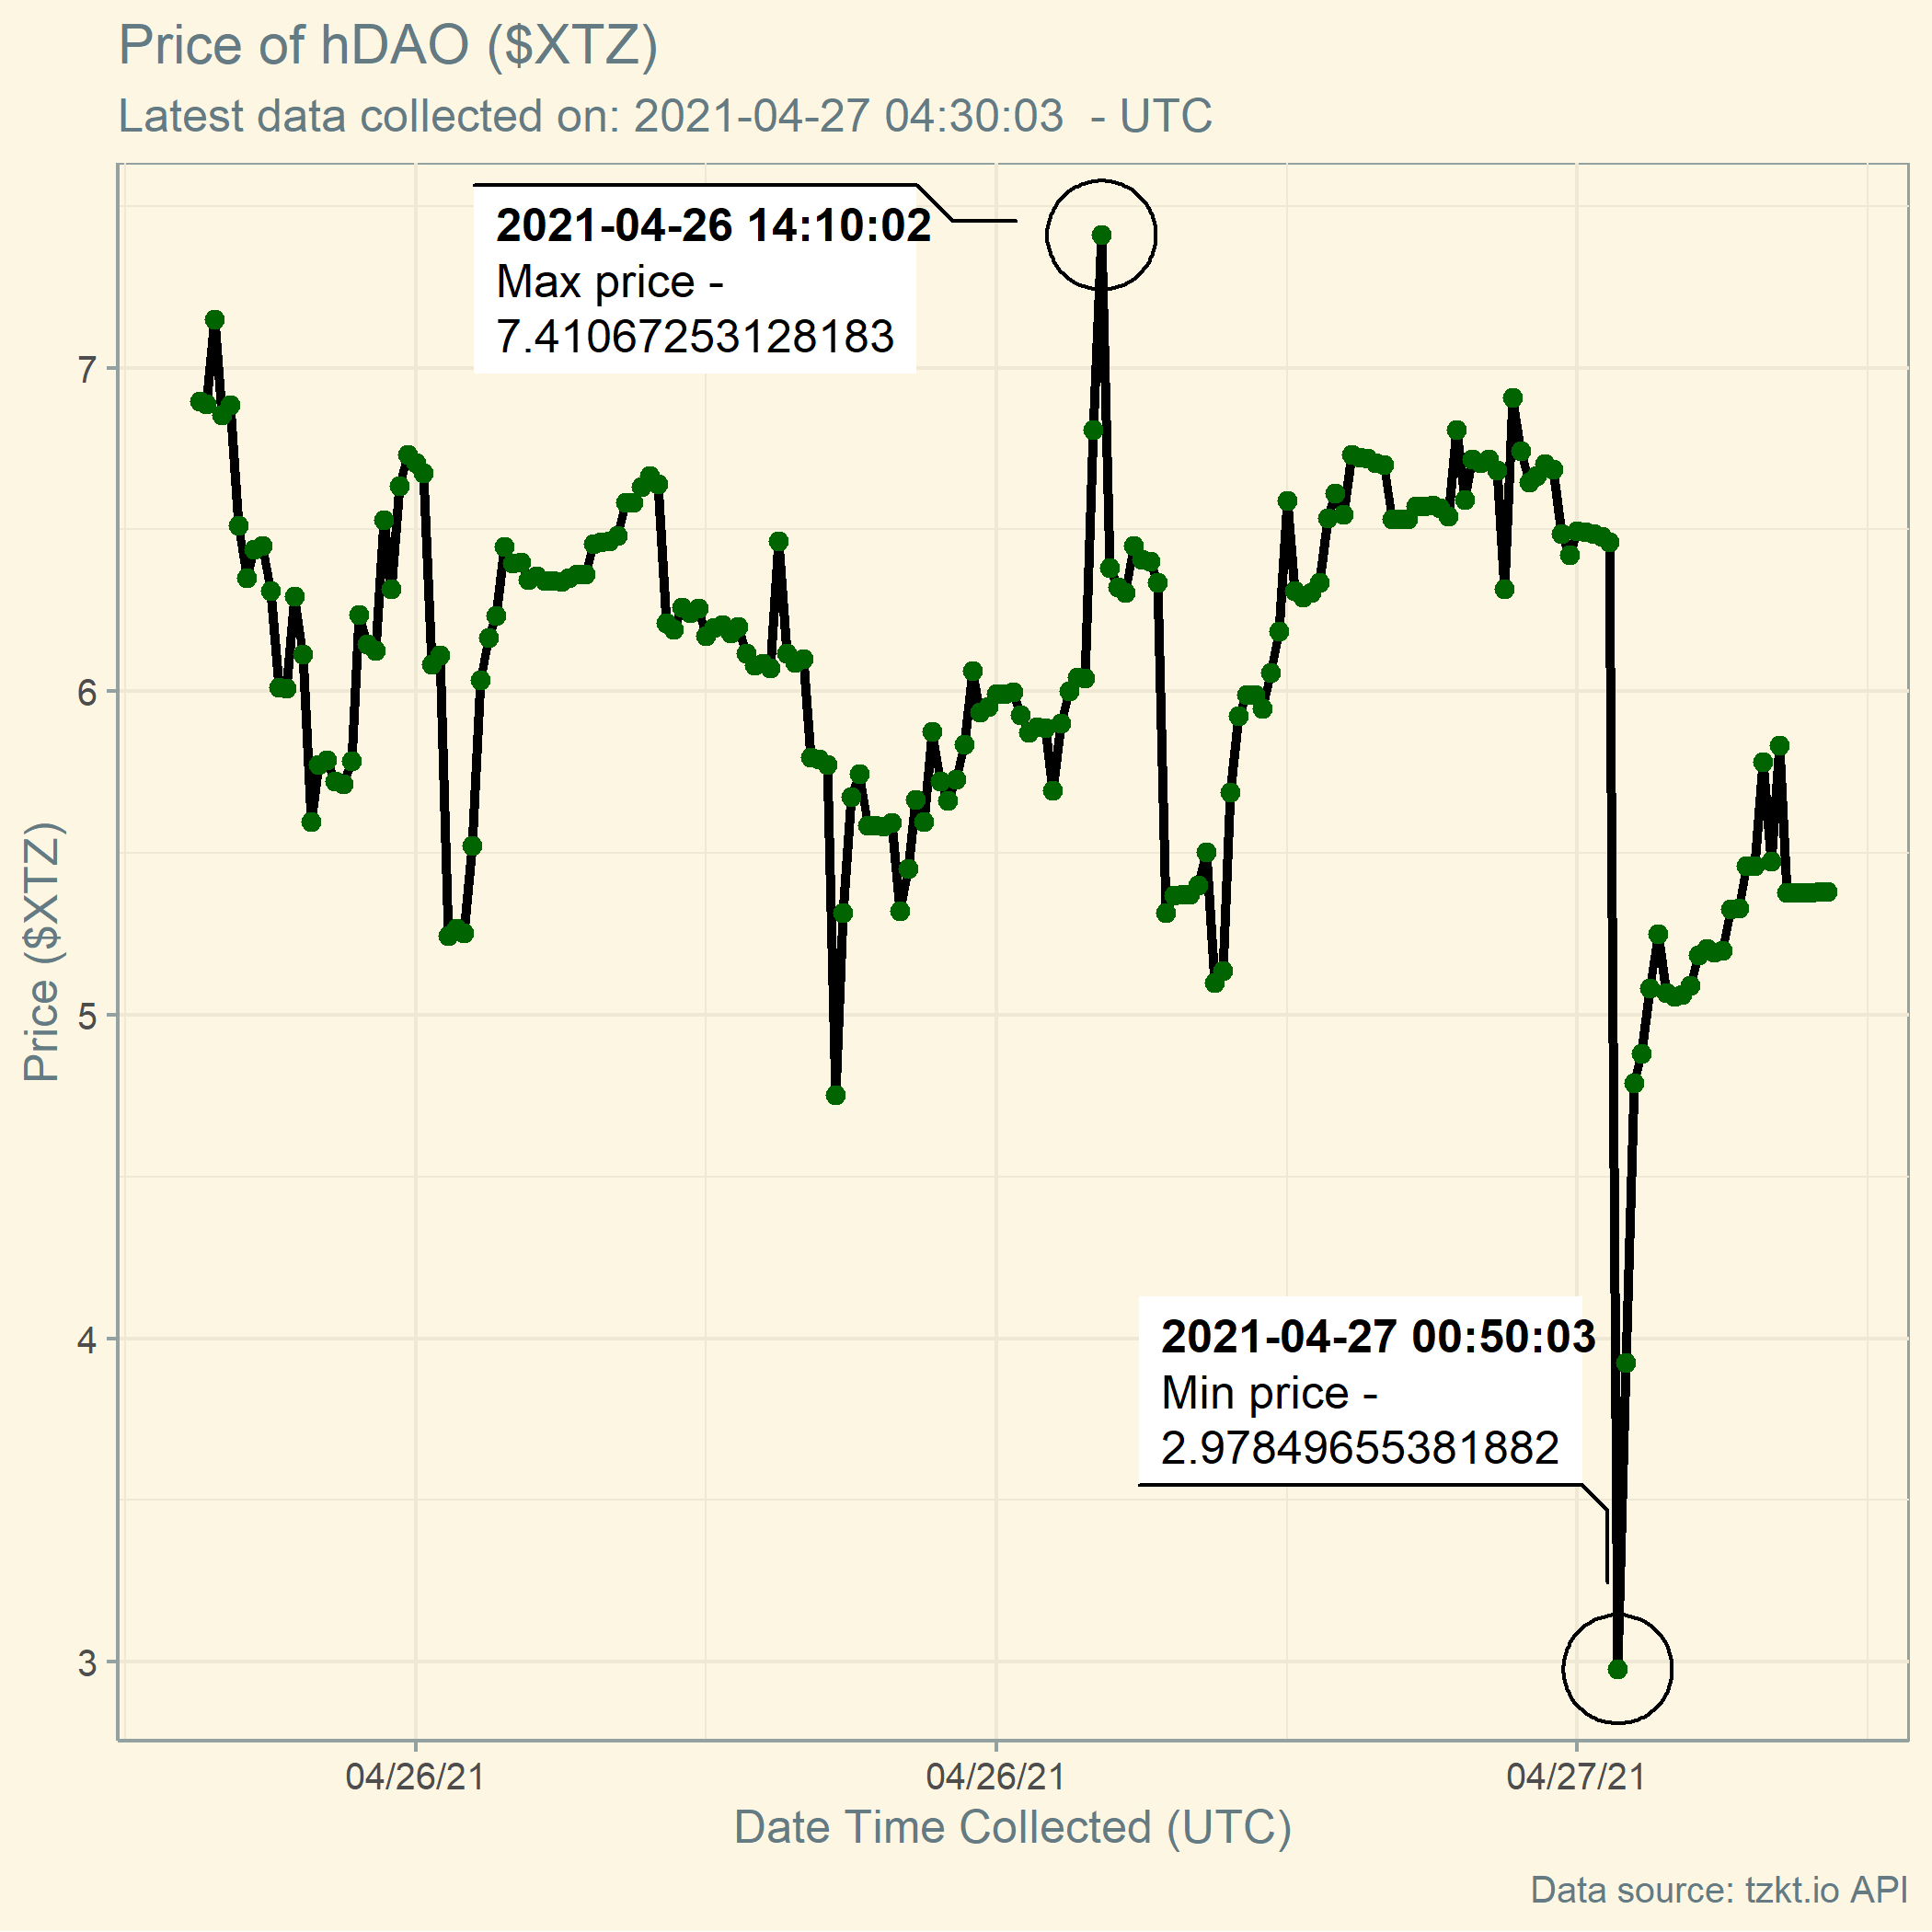 Price of hDAO ($XTZ)
Latest data collected on: 2021-04-27 04:30:03  - UTC
2021-04-26 14:10:02
Max price -
7.41067253128183
7
6
5
4
3
Price ($XTZ)
2021-04-27 00:50:03
Min price -
2.97849655381882
04/26/21
04/26/21
04/27/21
Date Time Collected (UTC)
Data source: tzkt.io API